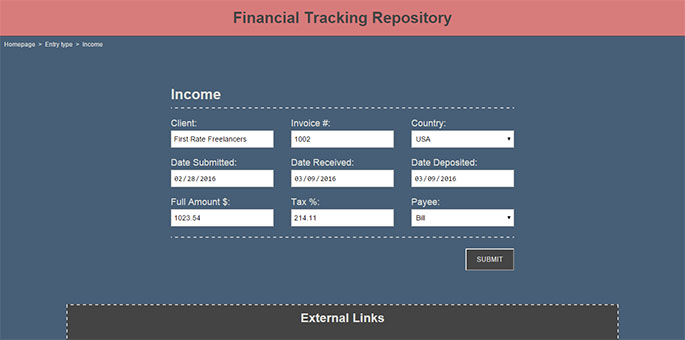 Financial Tracking Repository
Homepage > Entry type > Income
Income
Client: Invoice #: Country:
First Rate Freelancers 1002 USA
Date Submitted: Date Received: Date Deposited:
02/28/2016 03/09/2016 03/09/2016
Full Amount $: Tax %: Payee:
1023.54 214.11 Bill
SUBMIT
External Links